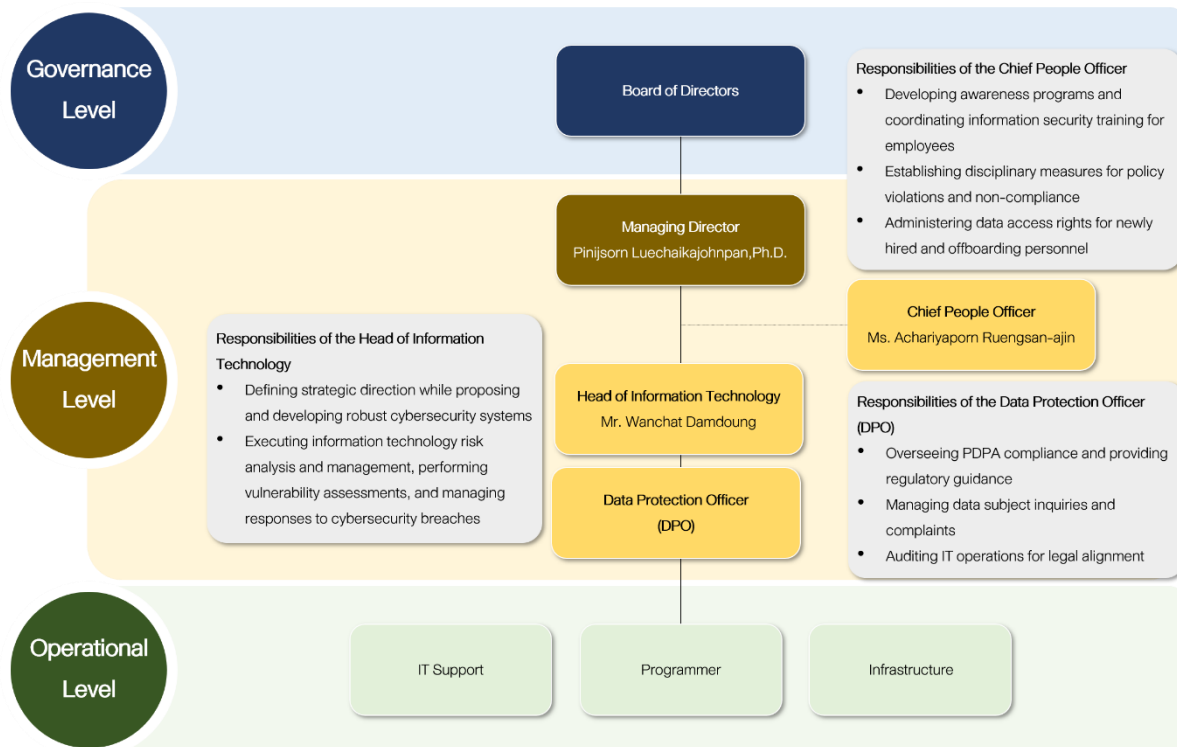 Governance
Level
Board of Directors
Responsibilities of the Chief People Officer
• Developing awareness programs and
coordinating information security training for
employees
• Establishing disciplinary measures for policy
violations and non-compliance
• Administering data access rights for newly
hired and offboarding personnel
Managing Director
Pinijsorn Luechaikajohnpan,Ph.D.
Chief People Officer
Ms. Achariyaporn Ruengsan-ajin
Management
Level
Responsibilities of the Head of Information
Technology
• Defining strategic direction while proposing
and developing robust cybersecurity systems
• Executing information technology risk
analysis and management, performing
vulnerability assessments, and managing
responses to cybersecurity breaches
Head of Information Technology
Mr. Wanchat Damdoung
Data Protection Officer
(DPO)
Responsibilities of the Data Protection Officer
(DPO)
• Overseeing PDPA compliance and providing
regulatory guidance
• Managing data subject inquiries and
complaints
• Auditing IT operations for legal alignment
Operational
Level
IT Support
Programmer
Infrastructure